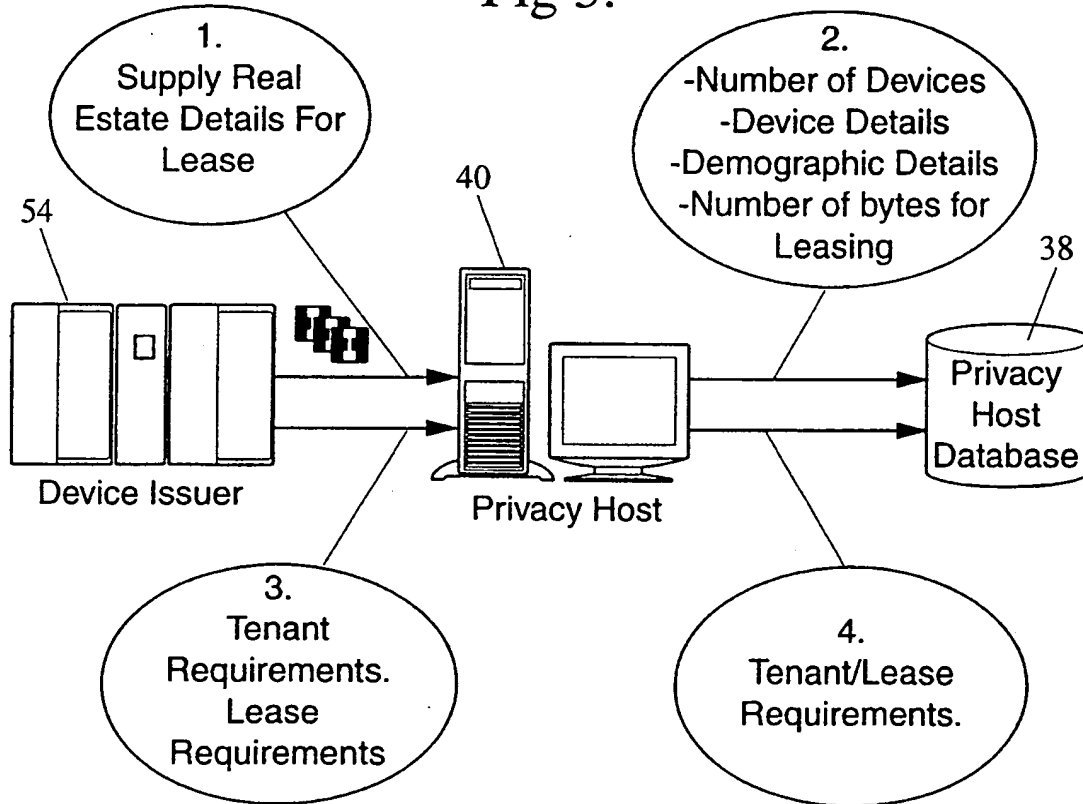 Fig 5.
1.
Supply Real
Estate Details For
Lease
2.
-Number of Devices
-Device Details
-Demographic Details
-Number of bytes for
Leasing
54
40
38
Device Issuer
Privacy Host
Privacy
Host
Database
3.
Tenant
Requirements.
Lease
Requirements
4.
Tenant/Lease
Requirements.